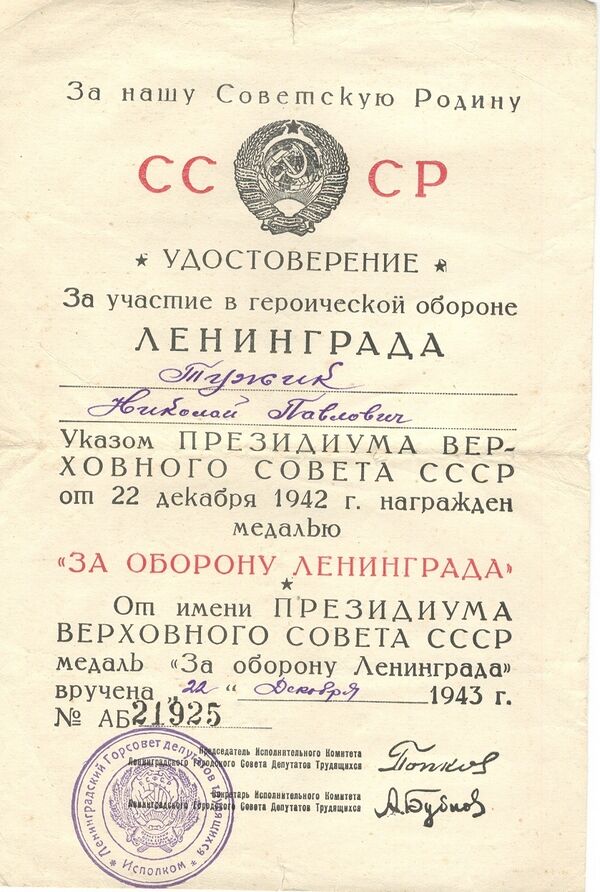 За нашу Советскую Родину
СС СР
★ УДОСТОВЕРЕНИЕ ★
За участие в героической обороне
ЛЕНИНГРАДА
Тужик
Николай Павлович
Указом ПРЕЗИДИУМА ВЕР-
ХОВНОГО СОВЕТА СССР
от 22 декабря 1942 г. награжден
медалью
«ЗА ОБОРОНУ ЛЕНИНГРАДА»
★
От имени ПРЕЗИДИУМА
ВЕРХОВНОГО СОВЕТА СССР
медаль «За оборону Ленинграда»
вручена „22“ Декабря 1943 г.
№ АБ21925
Председатель Исполнительного Комитета
Ленинградского Городского Совета Депутатов Трудящихся
Попков
Секретарь Исполнительного Комитета
Ленинградского Городского Совета Депутатов Трудящихся
А. Бубнов
Ленинградский Горсовет депутатов трудящихся
★ Исполком ★